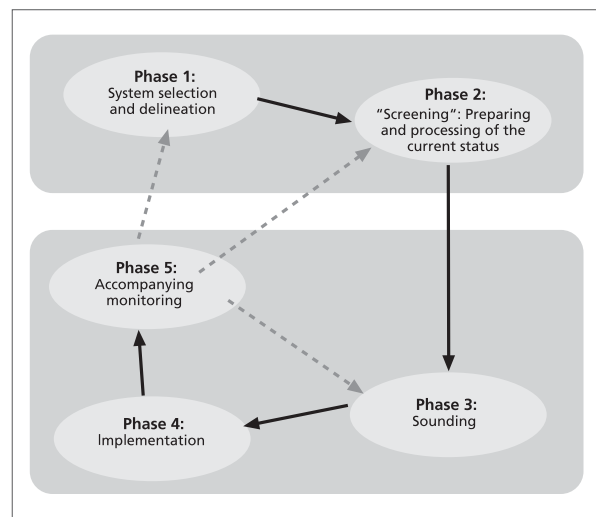 Phase 1:
System selection
and delineation
Phase 2:
“Screening“: Preparing
and processing of the
current status
Phase 5:
Accompanying
monitoring
Phase 3:
Sounding
Phase 4:
Implementation